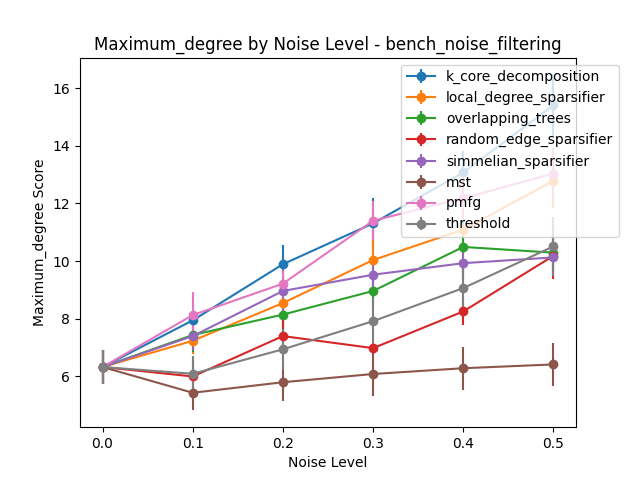 Maximum_degree by Noise Level - bench_noise_filtering
k_core_decomposition
local_degree_sparsifier
overlapping_trees
random_edge_sparsifier
simmelian_sparsifier
mst
pmfg
threshold
Maximum_degree Score
16
14
12
10
8
6
0.0 0.1 0.2 0.3 0.4 0.5
Noise Level